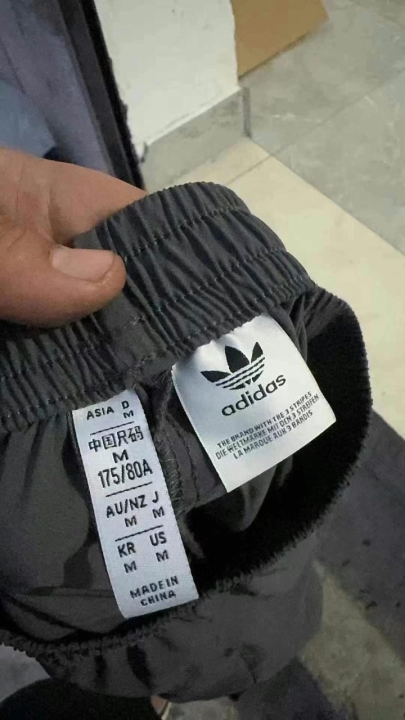 adidas
THE BRAND WITH THE 3 STRIPES
DIE WELTMARKE MIT DEN 3 STREIFEN
LA MARQUE AUX 3 BANDES
ASIA D
M
中国尺码
M
175/80A
AU/NZ J
M M
KR US
M M
MADE IN
CHINA